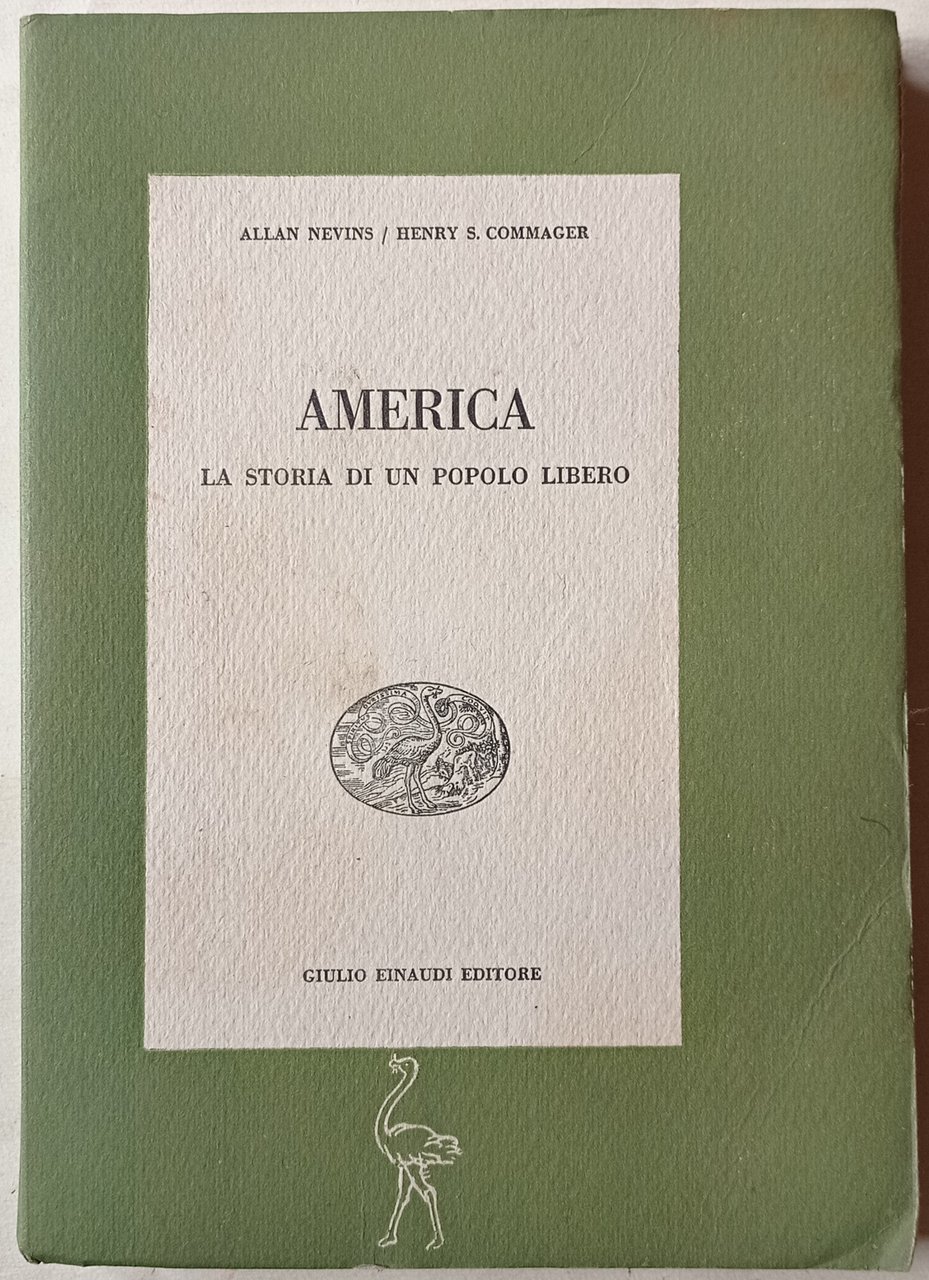 ALLAN NEVINS / HENRY S. COMMAGER
AMERICA
LA STORIA DI UN POPOLO LIBERO
GIULIO EINAUDI EDITORE